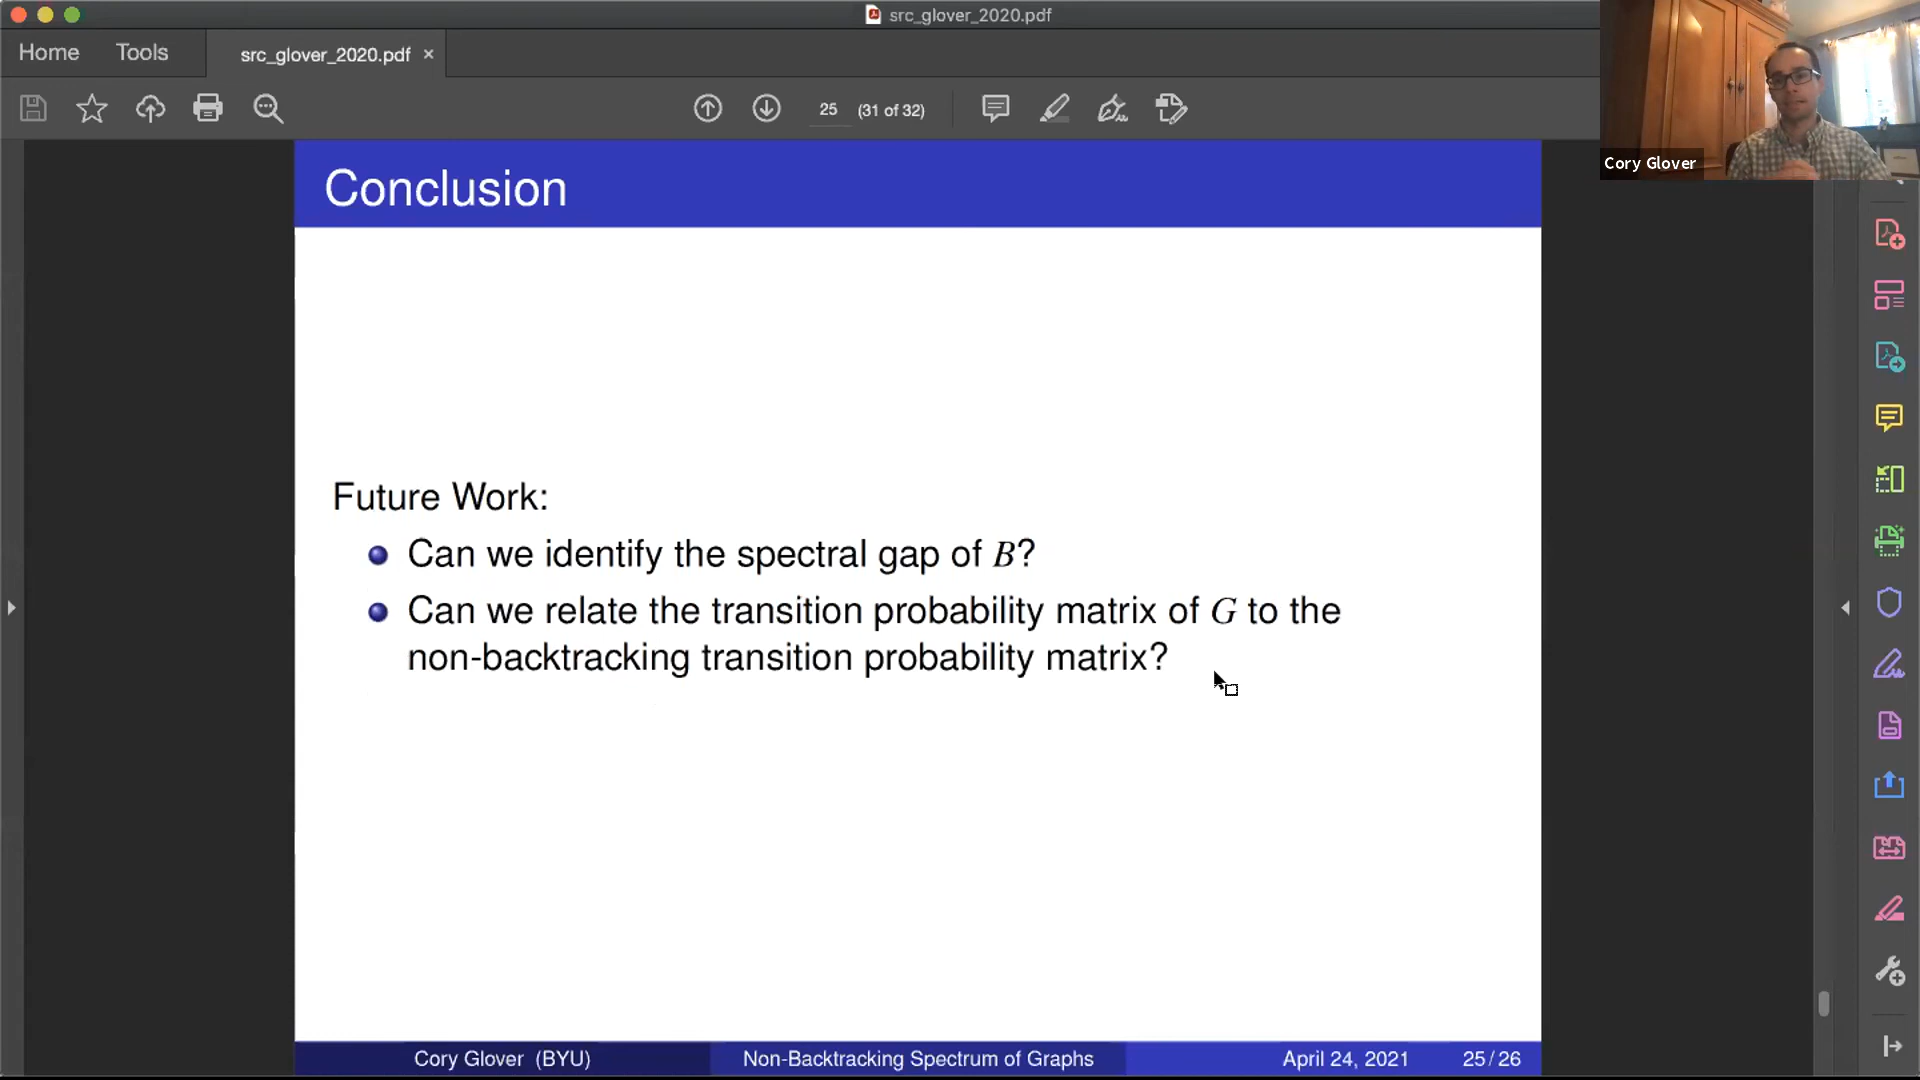 src_glover_2020.pdf
Home Tools src_glover_2020.pdf ×
25 (31 of 32)
Cory Glover
Conclusion
Future Work:
Can we identify the spectral gap of B?
Can we relate the transition probability matrix of G to the
non-backtracking transition probability matrix?
Cory Glover (BYU) Non-Backtracking Spectrum of Graphs April 24, 2021 25/26